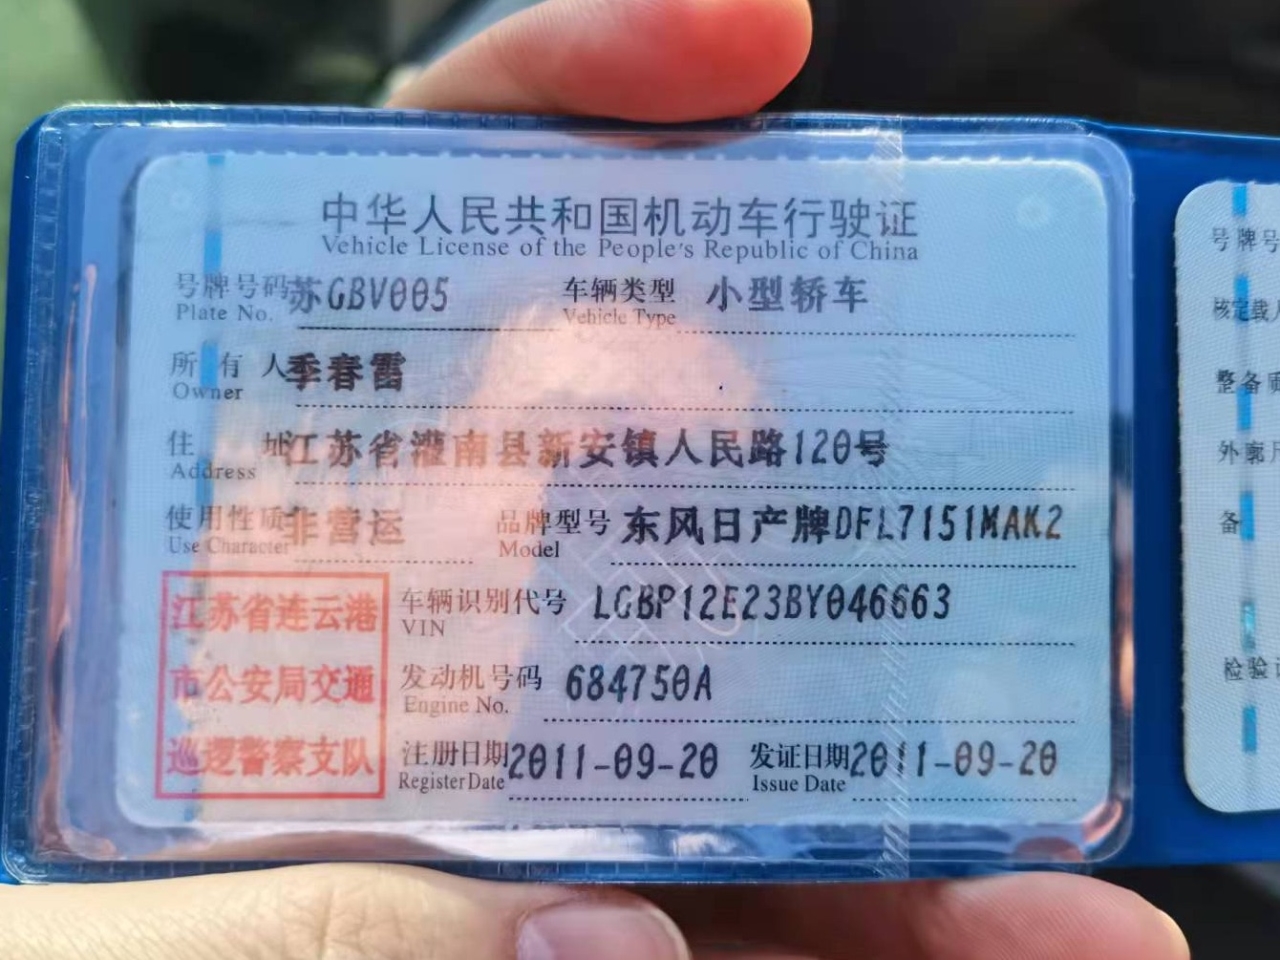 中华人民共和国机动车行驶证
Vehicle License of the People's Republic of China
号牌号码 苏GBV005 车辆类型 小型轿车
Plate No. Vehicle Type
所有人 季春雷
Owner
住址 江苏省灌南县新安镇人民路120号
Address
使用性质 非营运 品牌型号 东风日产牌DFL7151MAK2
Use Character Model
江苏省连云港
市公安局交通
巡逻警察支队
车辆识别代号 LGBP12E23BY046663
VIN
发动机号码 684750A
Engine No.
注册日期 2011-09-20 发证日期 2011-09-20
Register Date Issue Date
号牌号
核定载人
整备质
外廓尺
备
检验记